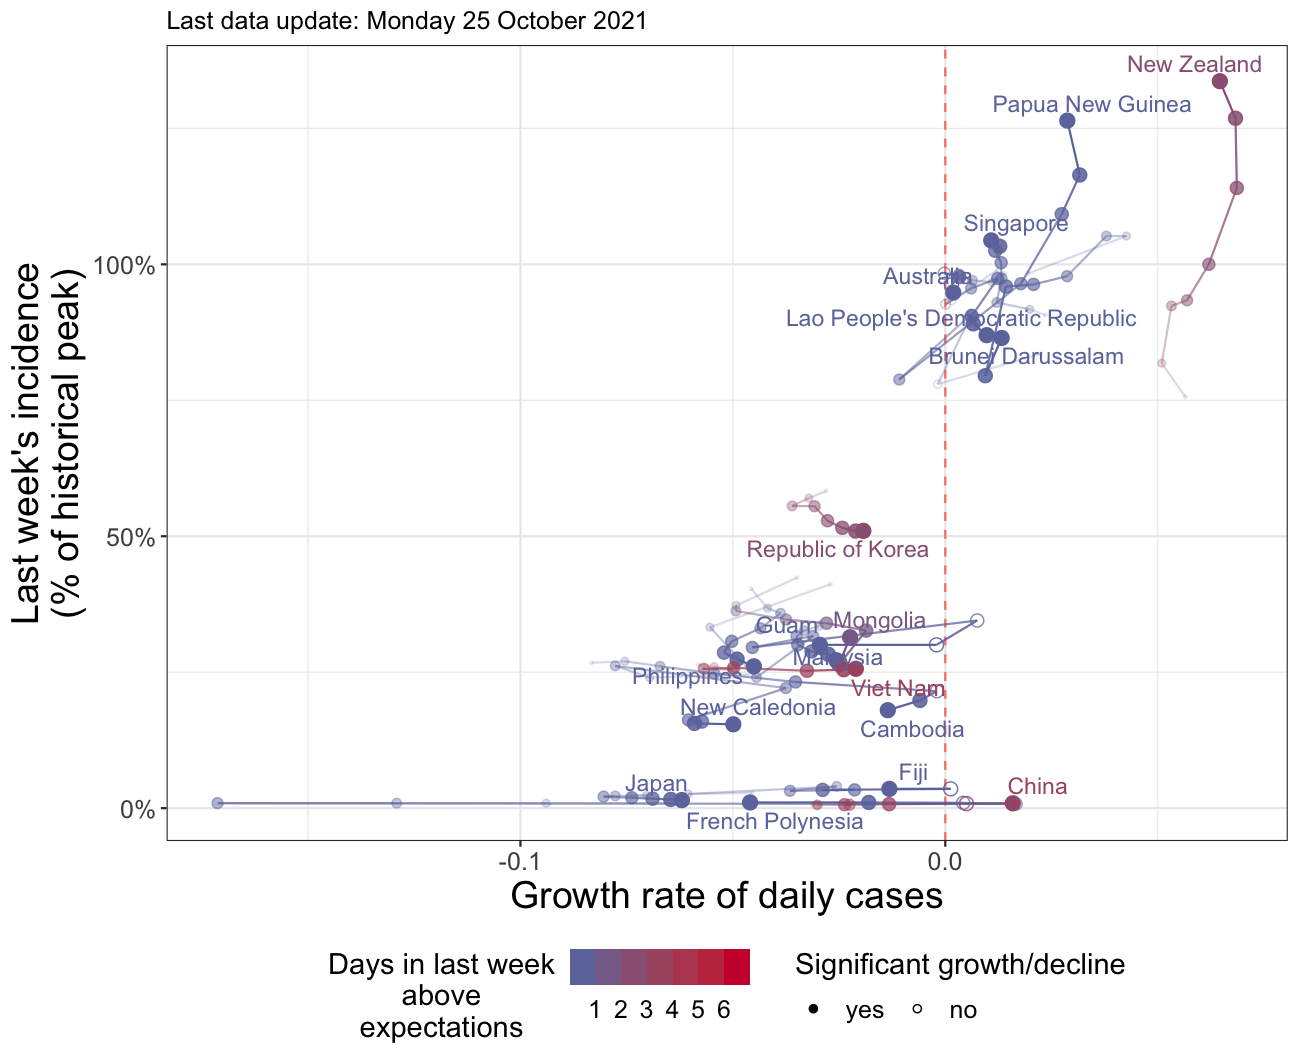 Last data update: Monday 25 October 2021
New Zealand
Papua New Guinea
Singapore
Australia
Lao People's Democratic Republic
Brunei Darussalam
Republic of Korea
Guam
Mongolia
Malaysia
Philippines
Viet Nam
New Caledonia
Cambodia
Japan
Fiji
China
French Polynesia
Last week's incidence
(% of historical peak)
100%
50%
0%
-0.1
0.0
Growth rate of daily cases
Days in last week
above
expectations
1 2 3 4 5 6
Significant growth/decline
yes
no